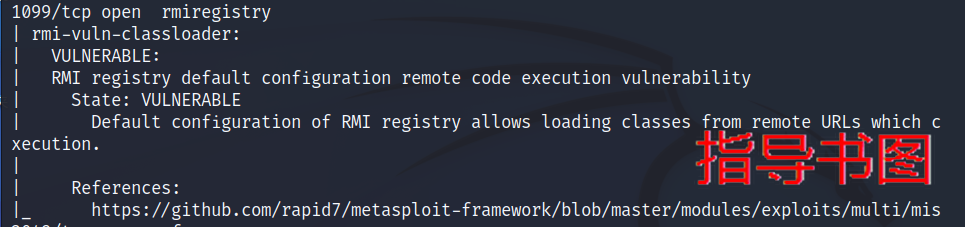 1099/tcp open  rmiregistry
| rmi-vuln-classloader:
|   VULNERABLE:
|   RMI registry default configuration remote code execution vulnerability
|     State: VULNERABLE
|       Default configuration of RMI registry allows loading classes from remote URLs which c
xecution.
指导书图
|
|     References:
|_      https://github.com/rapid7/metasploit-framework/blob/master/modules/exploits/multi/mis